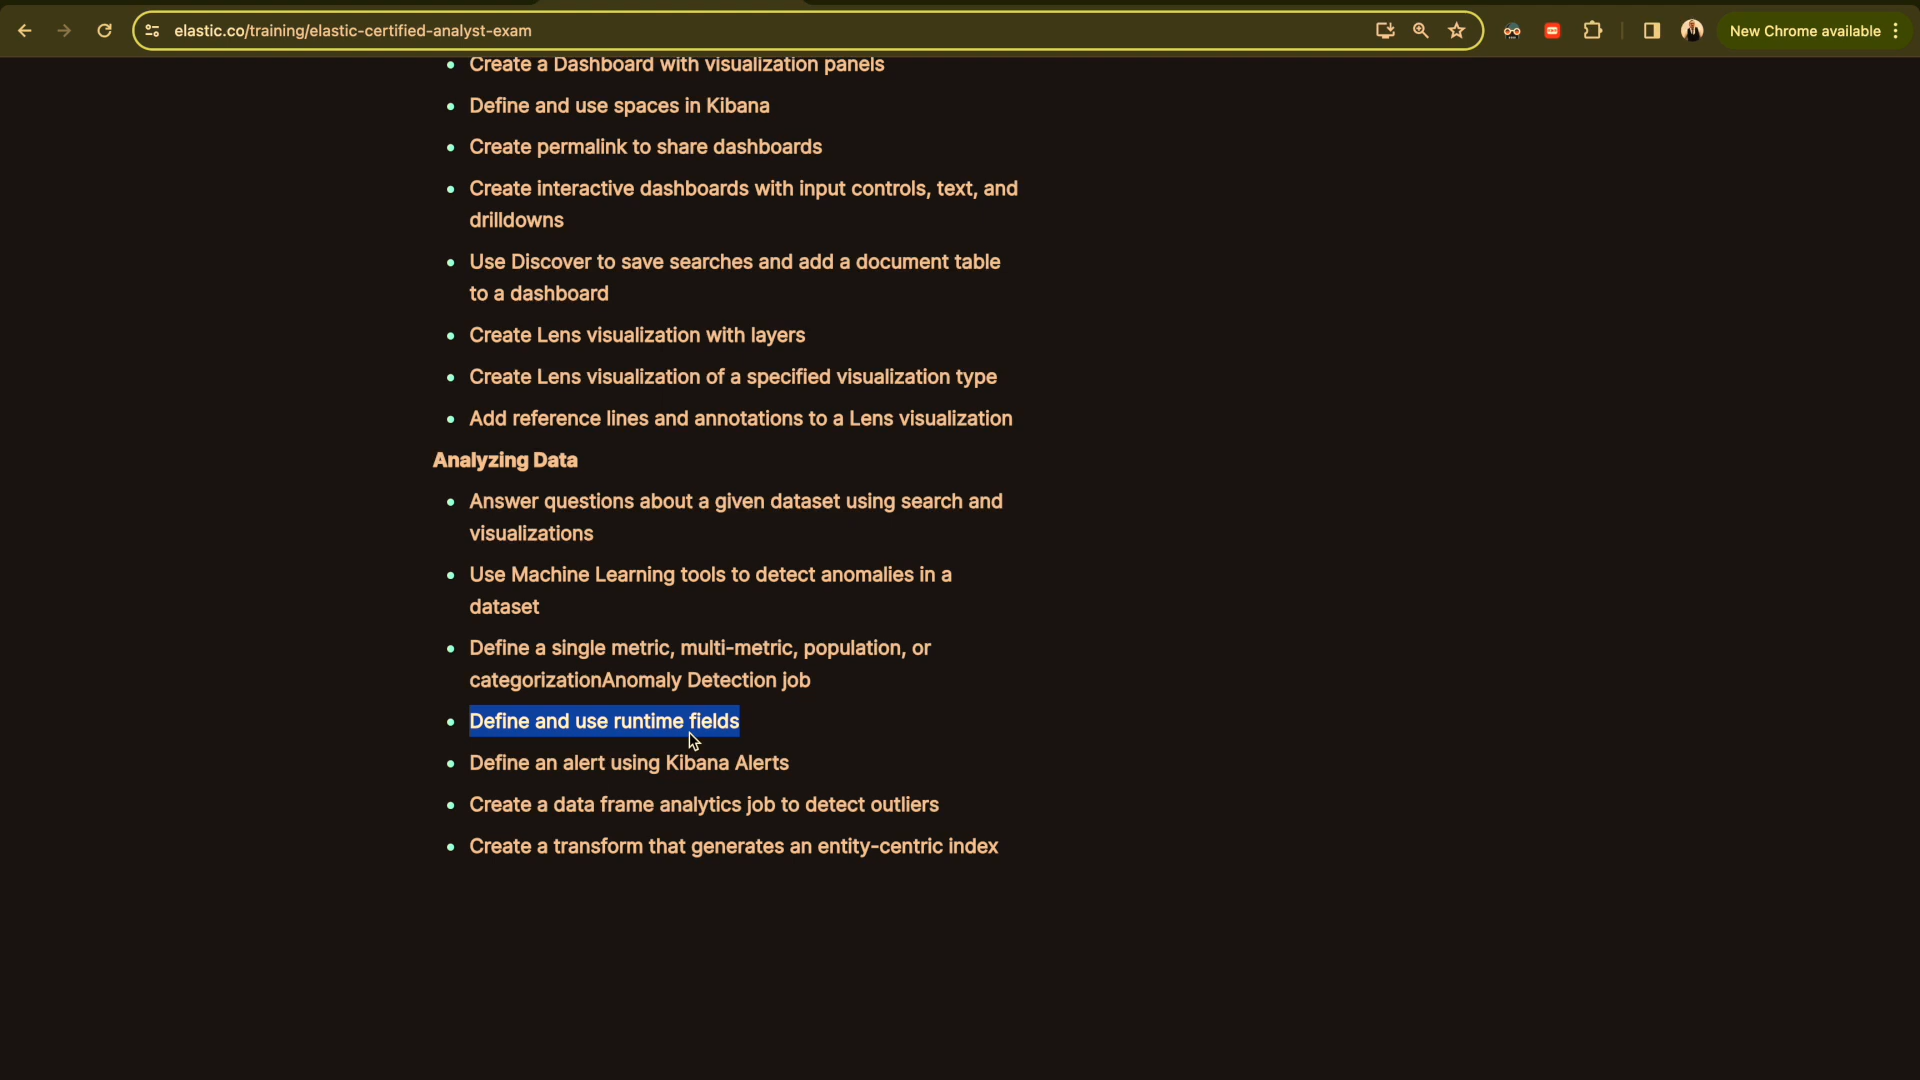 elastic.co/training/elastic-certified-analyst-exam
New Chrome available
Create a Dashboard with visualization panels
Define and use spaces in Kibana
Create permalink to share dashboards
Create interactive dashboards with input controls, text, and
drilldowns
Use Discover to save searches and add a document table
to a dashboard
Create Lens visualization with layers
Create Lens visualization of a specified visualization type
Add reference lines and annotations to a Lens visualization
Analyzing Data
Answer questions about a given dataset using search and
visualizations
Use Machine Learning tools to detect anomalies in a
dataset
Define a single metric, multi-metric, population, or
categorizationAnomaly Detection job
Define and use runtime fields
Define an alert using Kibana Alerts
Create a data frame analytics job to detect outliers
Create a transform that generates an entity-centric index